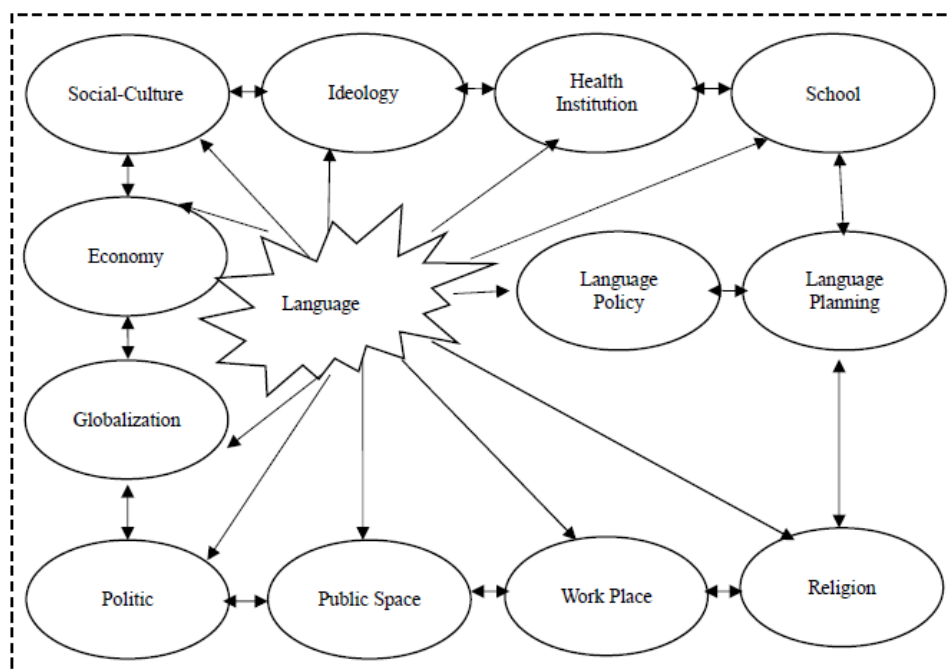 Social-Culture
Ideology
Health
Institution
School
Economy
Language
Language
Policy
Language
Planning
Globalization
Politic
Public Space
Work Place
Religion